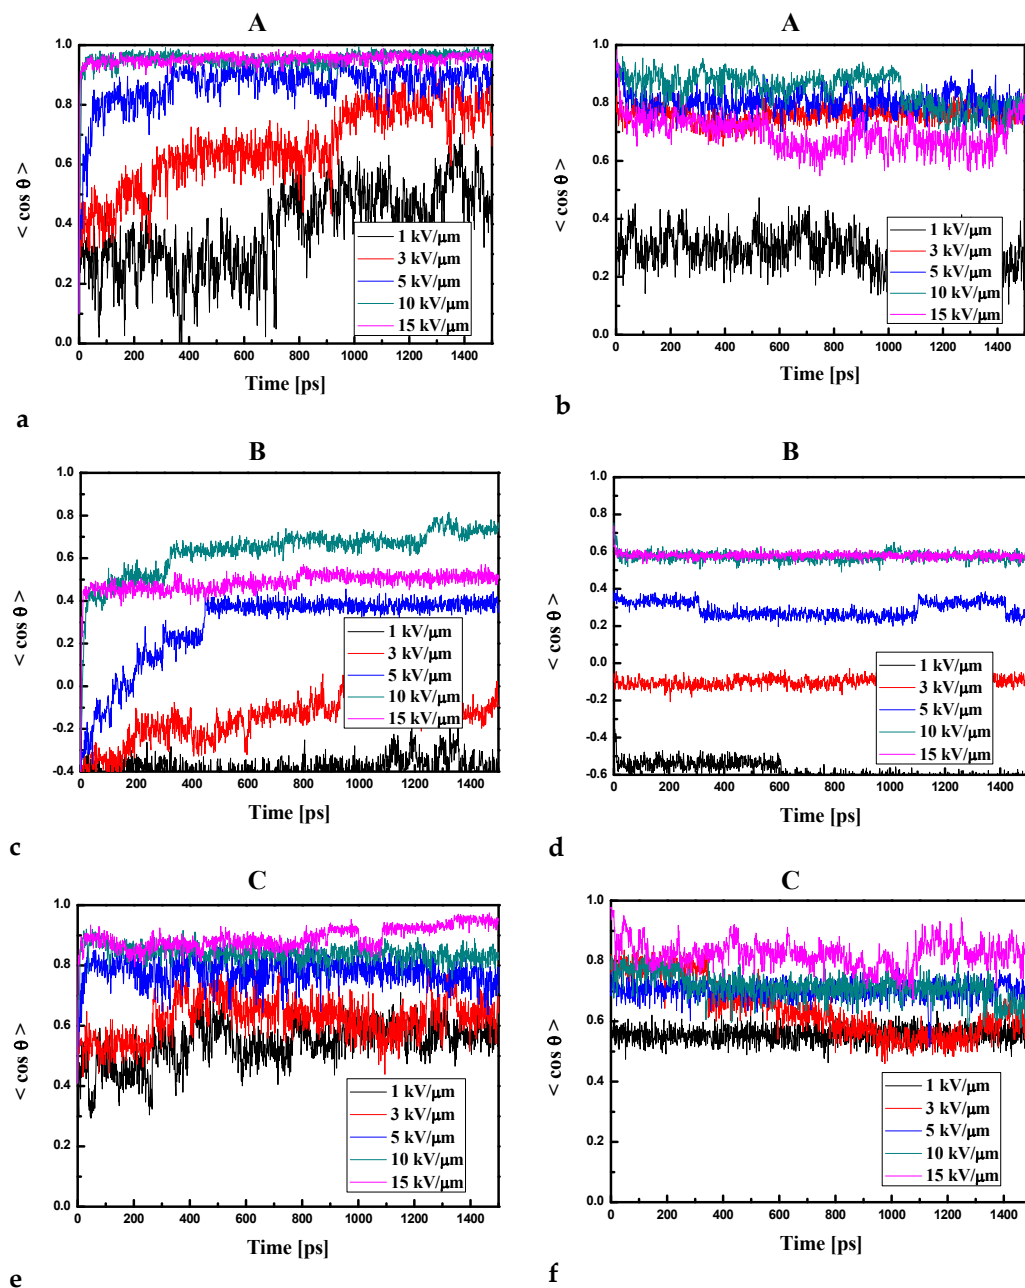 A
1.0
0.8
0.6
0.4
0.2
0.0
< cos θ >
1 kV/μm
3 kV/μm
5 kV/μm
10 kV/μm
15 kV/μm
0 200 400 600 800 1000 1200 1400
Time [ps]
a
A
1.0
0.8
0.6
0.4
0.2
0.0
< cos θ >
1 kV/μm
3 kV/μm
5 kV/μm
10 kV/μm
15 kV/μm
0 200 400 600 800 1000 1200 1400
Time [ps]
b
B
1.0
0.8
0.6
0.4
0.2
0.0
-0.2
-0.4
< cos θ >
1 kV/μm
3 kV/μm
5 kV/μm
10 kV/μm
15 kV/μm
0 200 400 600 800 1000 1200 1400
Time [ps]
c
B
1.0
0.8
0.6
0.4
0.2
0.0
-0.2
-0.4
-0.6
< cos θ >
1 kV/μm
3 kV/μm
5 kV/μm
10 kV/μm
15 kV/μm
0 200 400 600 800 1000 1200 1400
Time [ps]
d
C
1.0
0.8
0.6
0.4
0.2
0.0
< cos θ >
1 kV/μm
3 kV/μm
5 kV/μm
10 kV/μm
15 kV/μm
0 200 400 600 800 1000 1200 1400
Time [ps]
e
C
1.0
0.8
0.6
0.4
0.2
0.0
< cos θ >
1 kV/μm
3 kV/μm
5 kV/μm
10 kV/μm
15 kV/μm
0 200 400 600 800 1000 1200 1400
Time [ps]
f